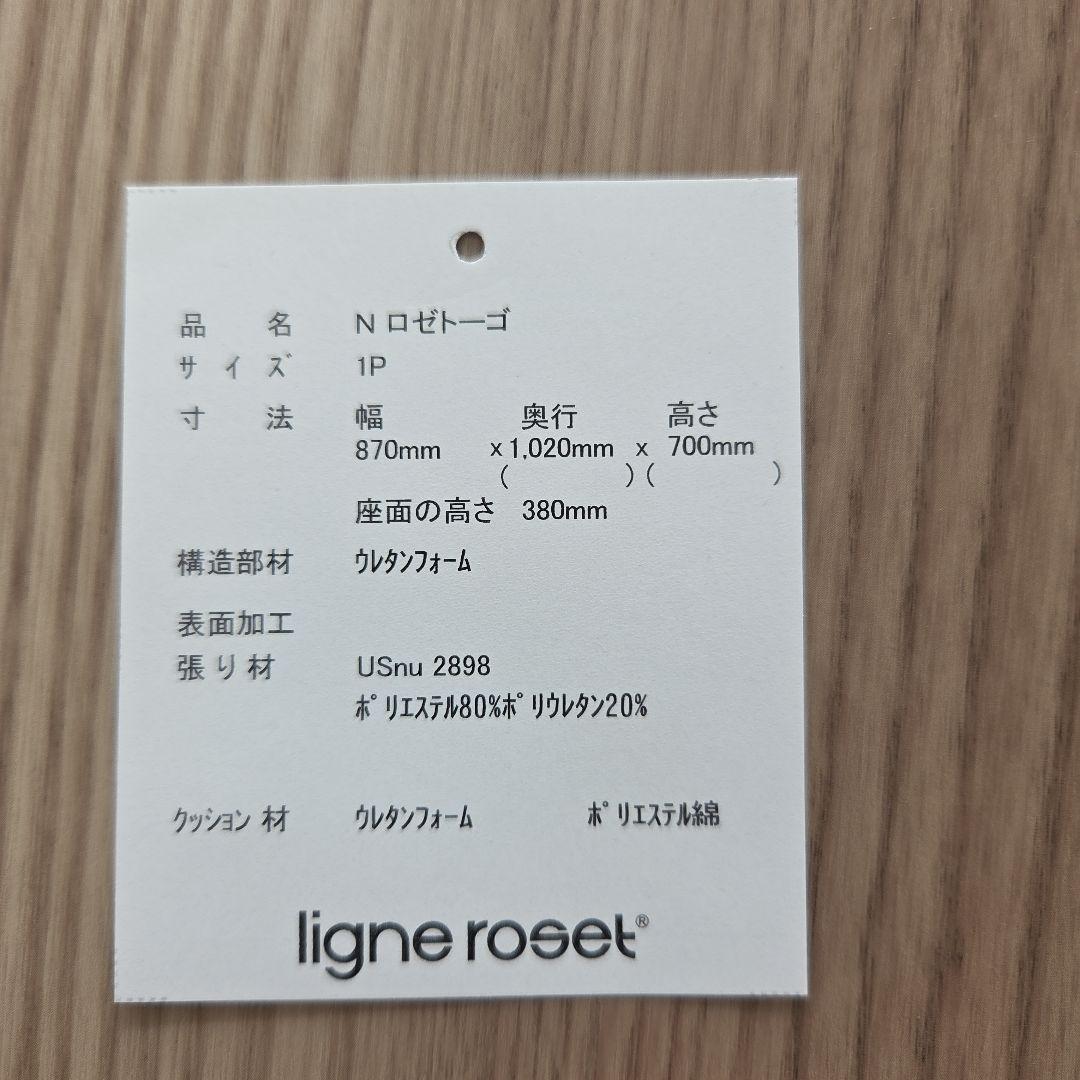 品 名 N ロゼトーゴ
ｻ ｲ ｽﾞ 1P
寸 法 幅 奥行 高さ
870mm x 1,020mm x 700mm
( ) ( )
座面の高さ 380mm
構造部材 ｳﾚﾀﾝﾌｫｰﾑ
表面加工
張り材 USnu 2898
ﾎﾟﾘｴｽﾃﾙ80%ﾎﾟﾘｳﾚﾀﾝ20%
ｸｯｼｮﾝ 材 ｳﾚﾀﾝﾌｫｰﾑ ﾎﾟﾘｴｽﾃﾙ綿
ligne roset®